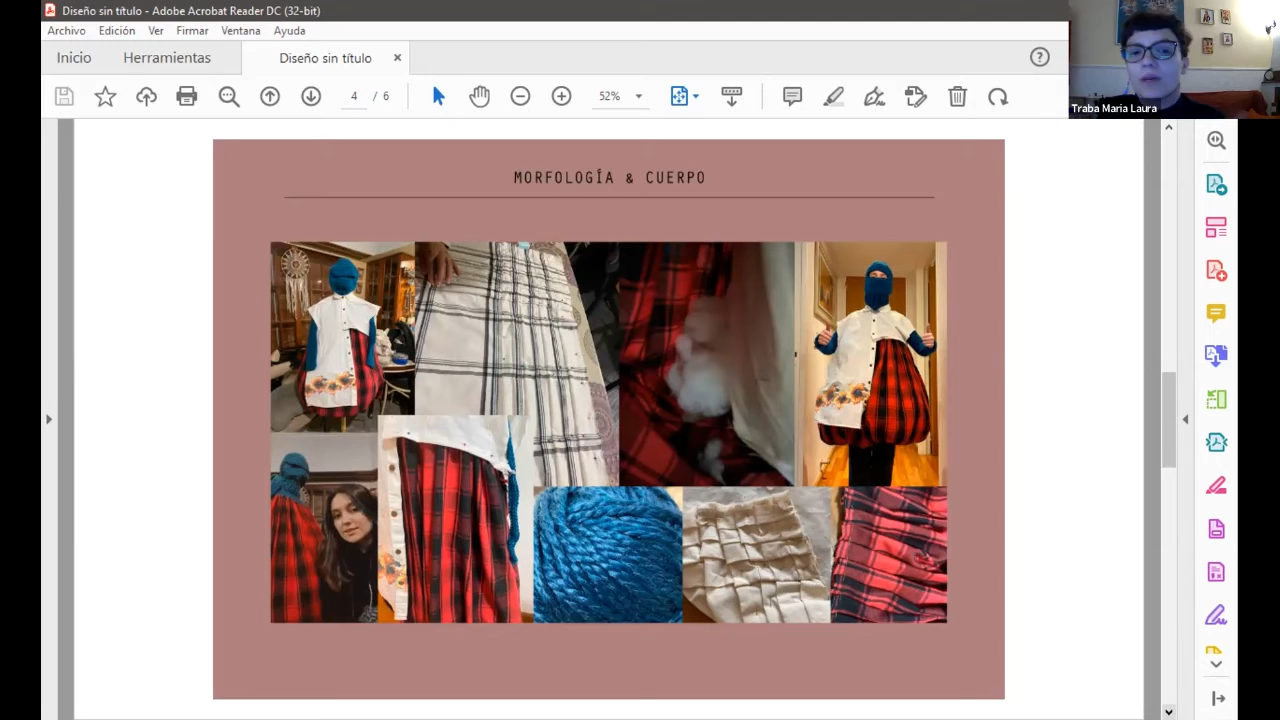 Diseño sin título - Adobe Acrobat Reader DC (32-bit)
Archivo Edición Ver Firmar Ventana Ayuda
Inicio Herramientas Diseño sin título
4 / 6 52%
Traba Maria Laura
MORFOLOGÍA & CUERPO